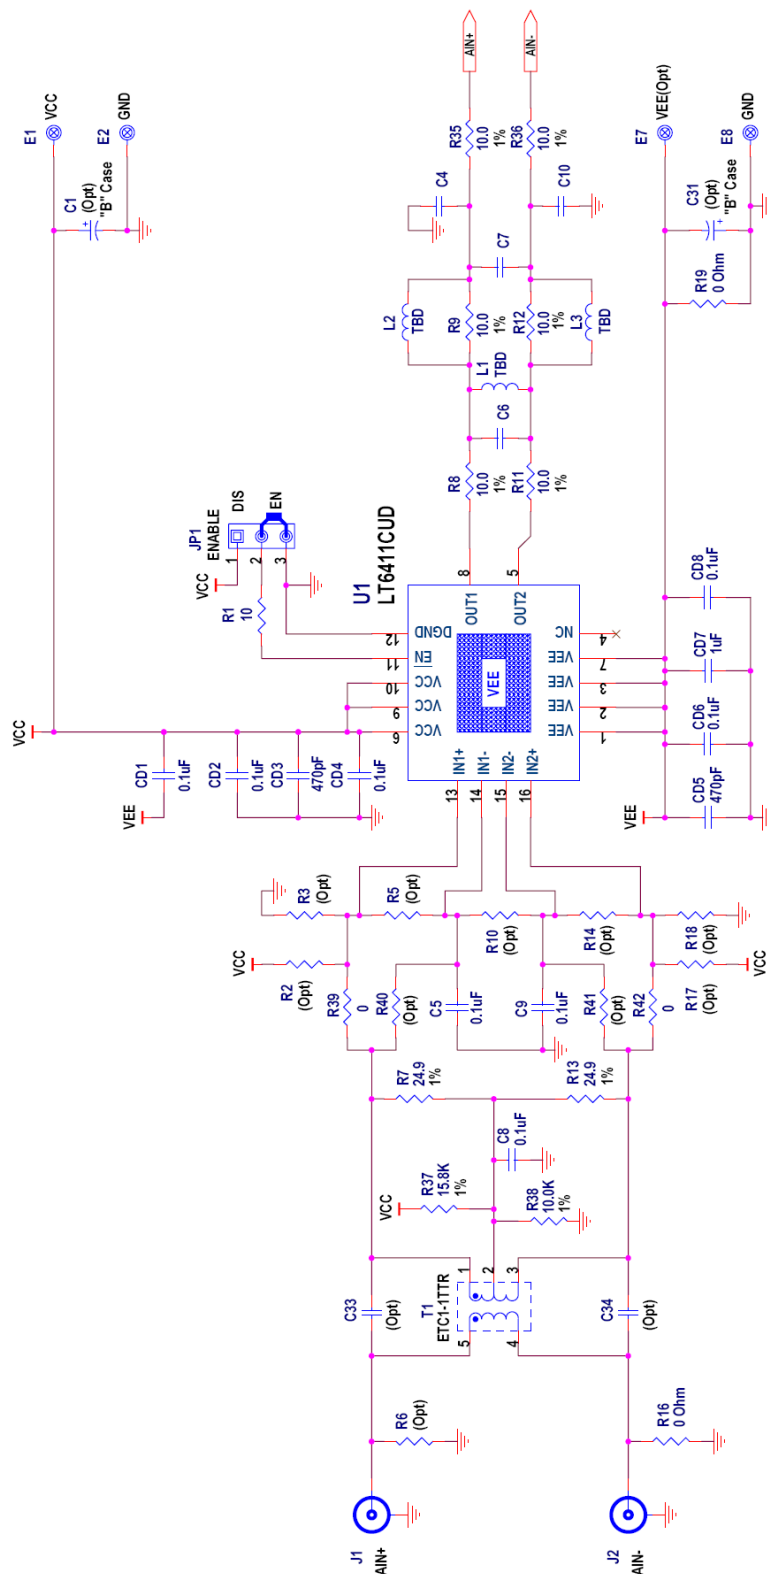 AIN+
AIN-
R35
10.0
1%
R36
10.0
1%
E1
VCC
E2
GND
C1
(Opt)
"B" Case
C4
C10
E7
VEE(Opt)
E8
GND
C31
(Opt)
"B" Case
R19
0 Ohm
C7
L2
TBD
R9
10.0
1%
R12
10.0
1%
L3
TBD
L1
TBD
C6
R8
10.0
1%
R11
10.0
1%
JP1
ENABLE
DIS
EN
1
2
3
VCC
R1
10
U1
LT6411CUD
8
OUT1
5
OUT2
12
DGND
11
EN
10
VCC
9
VCC
6
VCC
NC
4
VEE
7
VEE
3
VEE
2
VEE
1
VEE
IN1+
13
IN1-
14
IN2-
15
IN2+
16
VCC
CD1
0.1uF
VEE
CD2
0.1uF
CD3
470pF
CD4
0.1uF
CD8
0.1uF
CD7
1uF
CD6
0.1uF
CD5
470pF
VEE
R3
(Opt)
R5
(Opt)
R10
(Opt)
R14
(Opt)
R18
(Opt)
VCC
R2
(Opt)
R39
0
R40
(Opt)
C5
0.1uF
C9
0.1uF
R41
(Opt)
R42
0
R17
(Opt)
VCC
R7
24.9
1%
R13
24.9
1%
C8
0.1uF
VCC
R37
15.8K
1%
R38
10.0K
1%
C33
(Opt)
T1
ETC1-1TTR
1
2
3
5
4
C34
(Opt)
R6
(Opt)
R16
0 Ohm
J1
AIN+
J2
AIN-